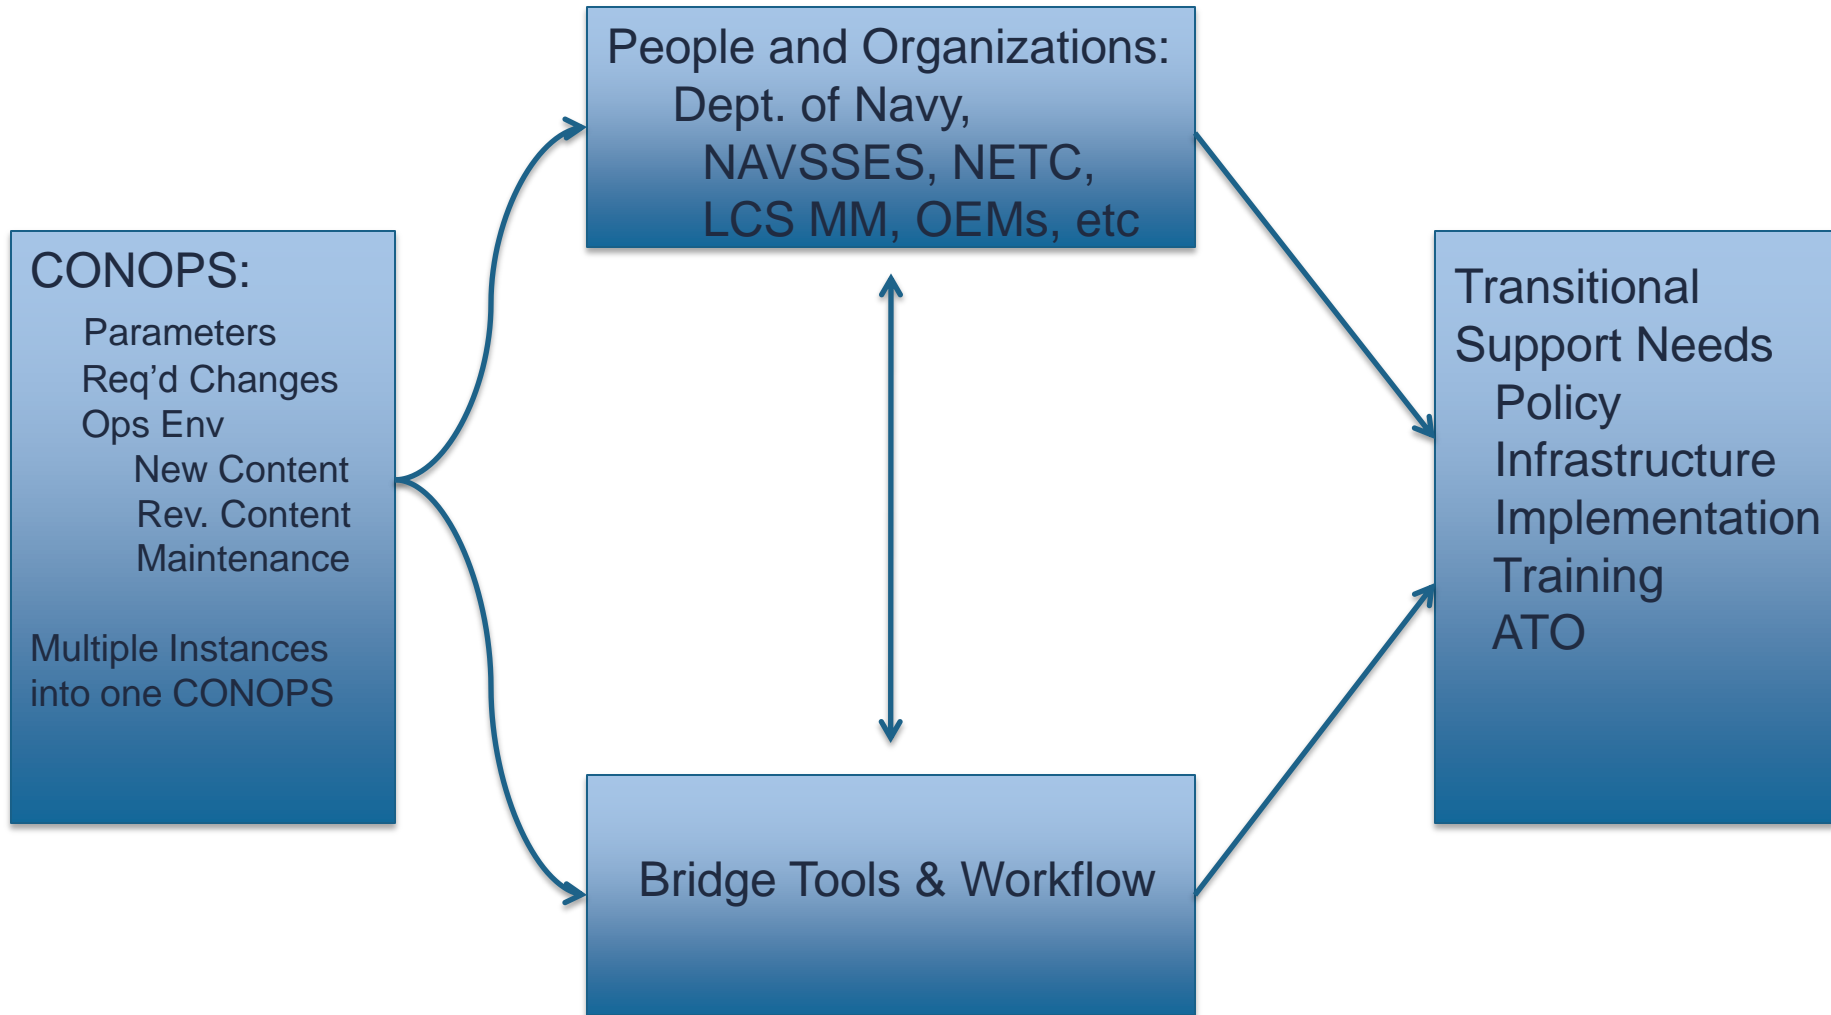 People and Organizations:
Dept. of Navy,
NAVSSES, NETC,
LCS MM, OEMs, etc
CONOPS:
Parameters
Req’d Changes
Ops Env
New Content
Rev. Content
Maintenance
Multiple Instances
into one CONOPS
Transitional
Support Needs
Policy
Infrastructure
Implementation
Training
ATO
Bridge Tools & Workflow